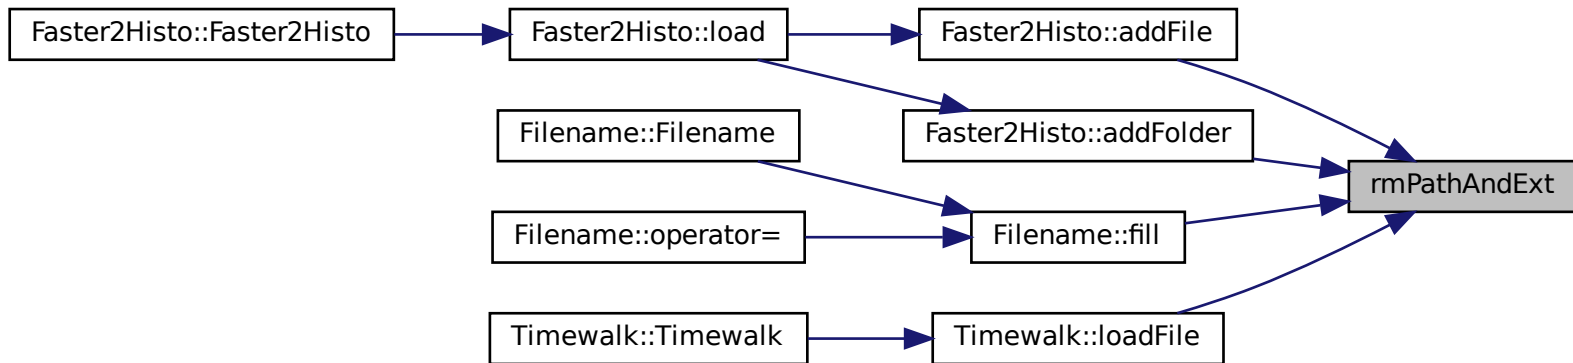 Faster2Histo::Faster2Histo
Faster2Histo::load
Faster2Histo::addFile
Filename::Filename
Faster2Histo::addFolder
rmPathAndExt
Filename::operator=
Filename::fill
Timewalk::Timewalk
Timewalk::loadFile